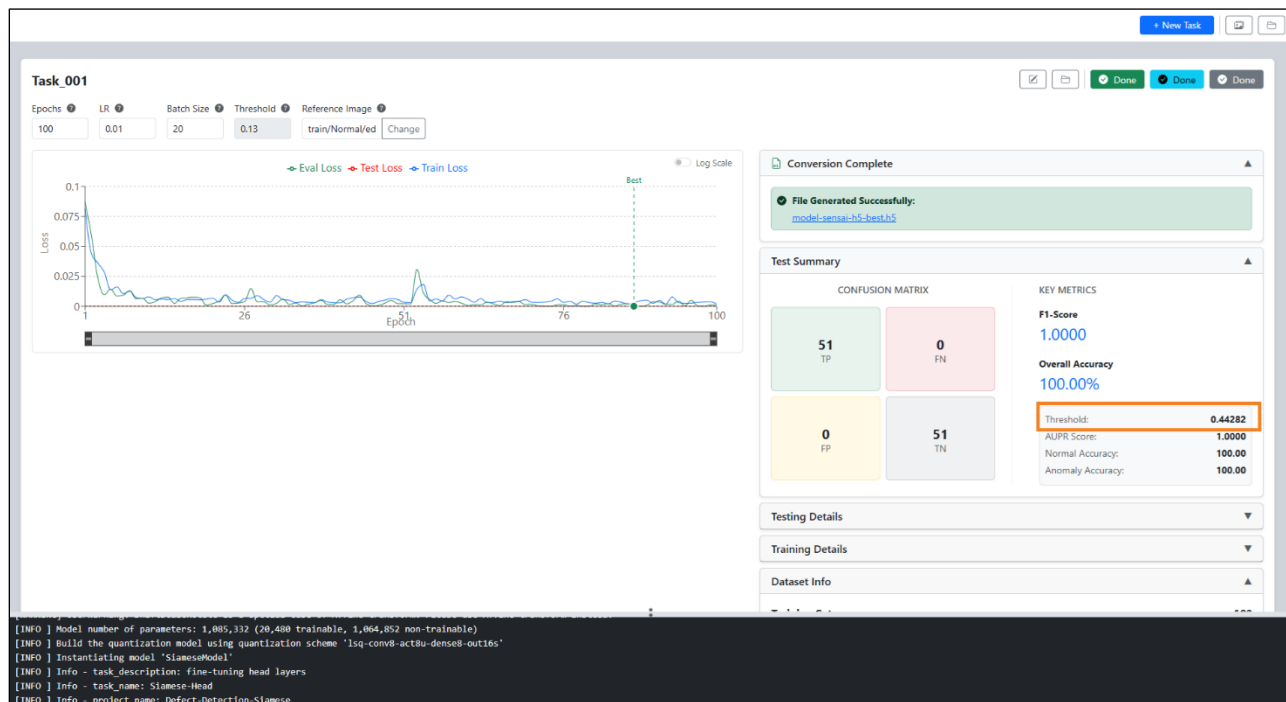 + New Task
Task_001
Done Done Done
Epochs LR Batch Size Threshold Reference Image
100 0.01 20 0.13 train/Normal/ed Change
Eval Loss Test Loss Train Loss
Log Scale
Best
0.1
0.075
0.05
0.025
0
Loss
1 26 51 76 100
Epoch
Conversion Complete
File Generated Successfully:
model-sensai-h5-best.h5
Test Summary
CONFUSION MATRIX
51
TP
0
FN
0
FP
51
TN
KEY METRICS
F1-Score
1.0000
Overall Accuracy
100.00%
Threshold: 0.44282
AUPR Score: 1.0000
Normal Accuracy: 100.00
Anomaly Accuracy: 100.00
Testing Details
Training Details
Dataset Info
[INFO ] Model number of parameters: 1,085,332 (20,480 trainable, 1,064,852 non-trainable)
[INFO ] Build the quantization model using quantization scheme 'lsq-conv8-act8u-dense8-out16s'
[INFO ] Instantiating model 'SiameseModel'
[INFO ] Info - task_description: fine-tuning head layers
[INFO ] Info - task_name: Siamese-Head
[INFO ] Info - project_name: Defect-Detection-Siamese